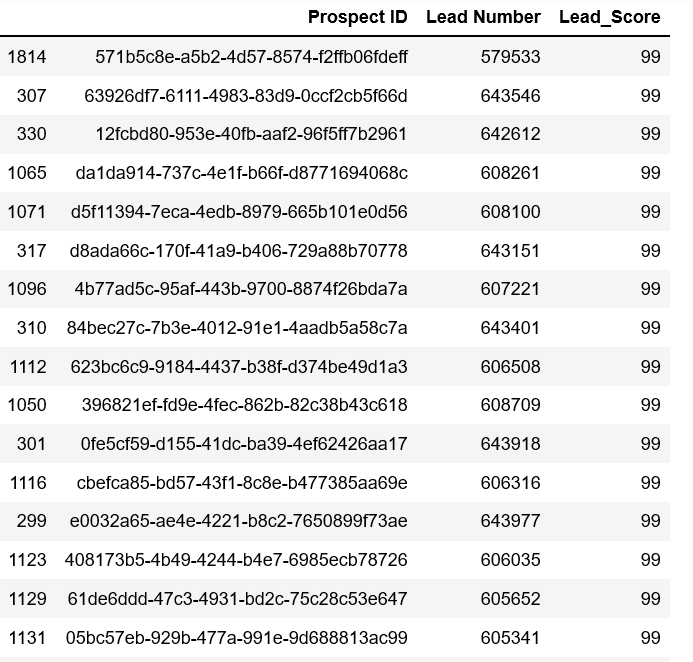 Prospect ID Lead Number Lead_Score
1814 571b5c8e-a5b2-4d57-8574-f2ffb06fdeff 579533 99
307 63926df7-6111-4983-83d9-0ccf2cb5f66d 643546 99
330 12fcbd80-953e-40fb-aaf2-96f5ff7b2961 642612 99
1065 da1da914-737c-4e1f-b66f-d8771694068c 608261 99
1071 d5f11394-7eca-4edb-8979-665b101e0d56 608100 99
317 d8ada66c-170f-41a9-b406-729a88b70778 643151 99
1096 4b77ad5c-95af-443b-9700-8874f26bda7a 607221 99
310 84bec27c-7b3e-4012-91e1-4aadb5a58c7a 643401 99
1112 623bc6c9-9184-4437-b38f-d374be49d1a3 606508 99
1050 396821ef-fd9e-4fec-862b-82c38b43c618 608709 99
301 0fe5cf59-d155-41dc-ba39-4ef62426aa17 643918 99
1116 cbefca85-bd57-43f1-8c8e-b477385aa69e 606316 99
299 e0032a65-ae4e-4221-b8c2-7650899f73ae 643977 99
1123 408173b5-4b49-4244-b4e7-6985ecb78726 606035 99
1129 61de6ddd-47c3-4931-bd2c-75c28c53e647 605652 99
1131 05bc57eb-929b-477a-991e-9d688813ac99 605341 99